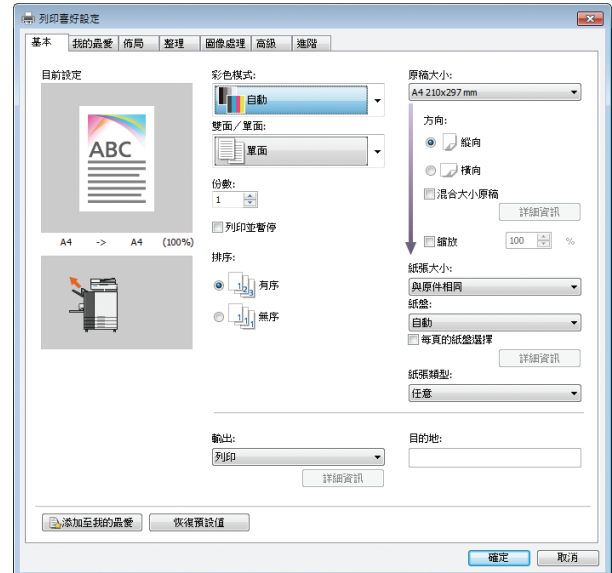 列印喜好設定
基本 我的最愛 佈局 整理 圖像處理 高級 進階
目前設定
ABC
A4 -> A4 (100%)
彩色模式:
自動
雙面／單面:
單面
份數:
1
列印並暫停
排序:
1 2 3 有序
1 1 1 無序
原稿大小:
A4 210x297 mm
方向:
縱向
橫向
混合大小原稿
詳細資訊
縮放 100 %
紙張大小:
與原件相同
紙盤:
自動
每頁的紙盤選擇
詳細資訊
紙張類型:
任意
輸出:
列印
詳細資訊
目的地:
添加至我的最愛 恢復預設值
確定 取消